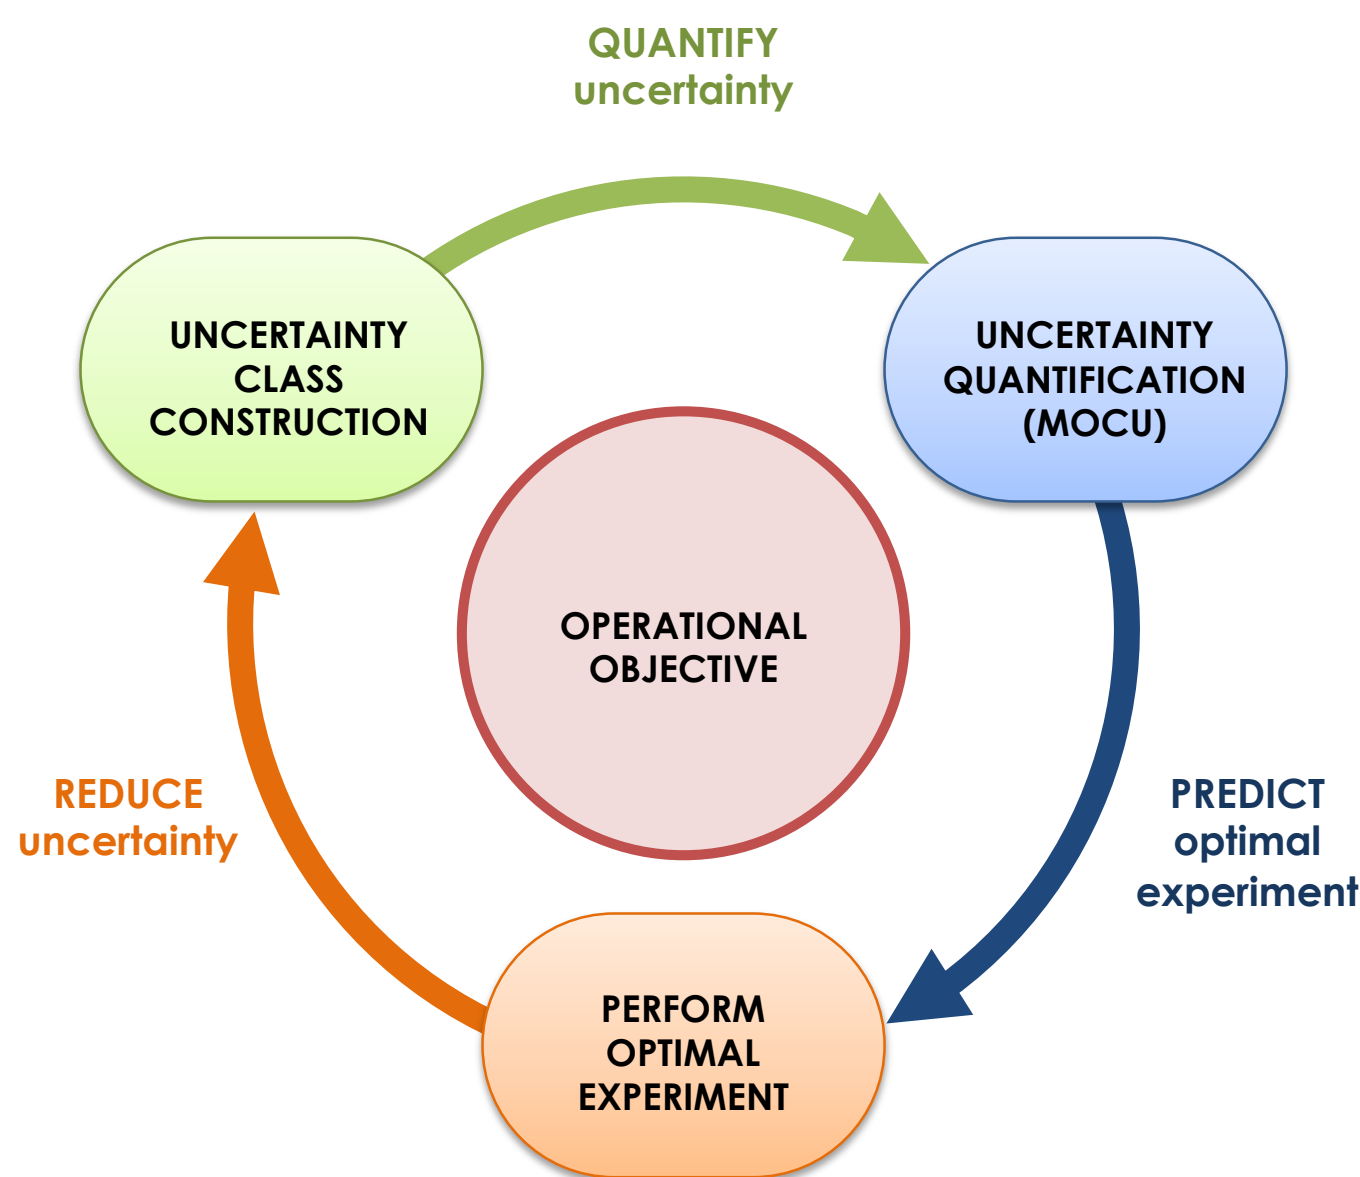 QUANTIFY
uncertainty
UNCERTAINTY
CLASS
CONSTRUCTION
UNCERTAINTY
QUANTIFICATION
(MOCU)
OPERATIONAL
OBJECTIVE
REDUCE
uncertainty
PREDICT
optimal
experiment
PERFORM
OPTIMAL
EXPERIMENT